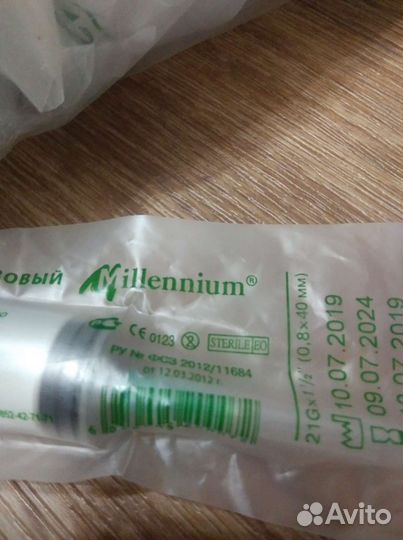 Millennium®
CE 0123 STERILE EO
РУ № ФСЗ 2012/11684
от 12.03.2012 г.
21G×1½" (0,8×40 мм)
10.07.2019
09.07.2024
Avito